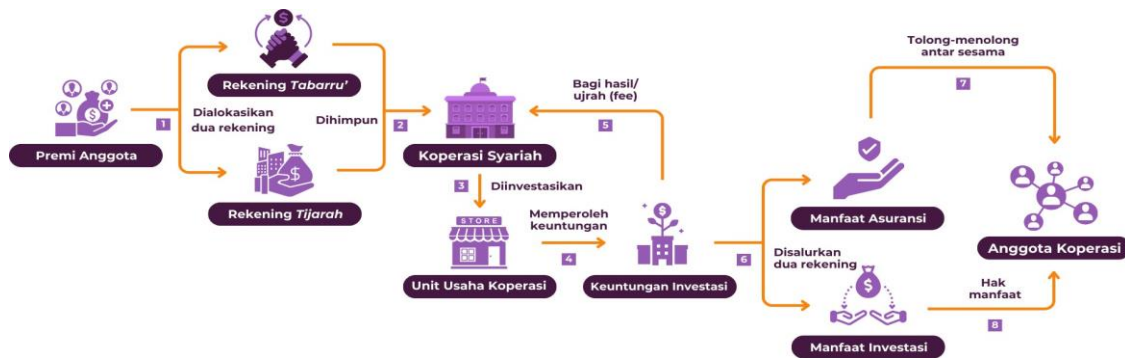 Rekening Tabarru'
1
Dialokasikan
dua rekening
Premi Anggota
Rekening Tijarah
Dihimpun
2
Koperasi Syariah
Bagi hasil/
ujrah (fee)
5
3
Diinvestasikan
STORE
Unit Usaha Koperasi
Memperoleh
keuntungan
4
Keuntungan Investasi
6
Disalurkan
dua rekening
Manfaat Asuransi
Manfaat Investasi
Tolong-menolong
antar sesama
7
Anggota Koperasi
Hak
manfaat
8